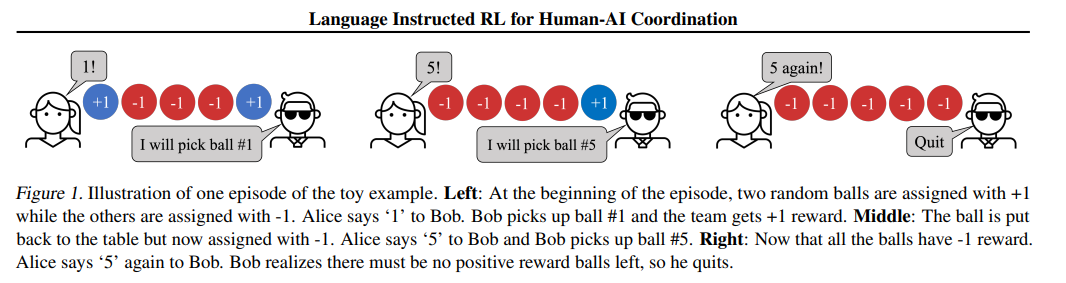 Language Instructed RL for Human-AI Coordination
1!
+1 -1 -1 -1 +1
I will pick ball #1
5!
-1 -1 -1 -1 +1
I will pick ball #5
5 again!
-1 -1 -1 -1 -1
Quit
Figure 1. Illustration of one episode of the toy example. Left: At the beginning of the episode, two random balls are assigned with +1
while the others are assigned with -1. Alice says ‘1’ to Bob. Bob picks up ball #1 and the team gets +1 reward. Middle: The ball is put
back to the table but now assigned with -1. Alice says ‘5’ to Bob and Bob picks up ball #5. Right: Now that all the balls have -1 reward.
Alice says ‘5’ again to Bob. Bob realizes there must be no positive reward balls left, so he quits.